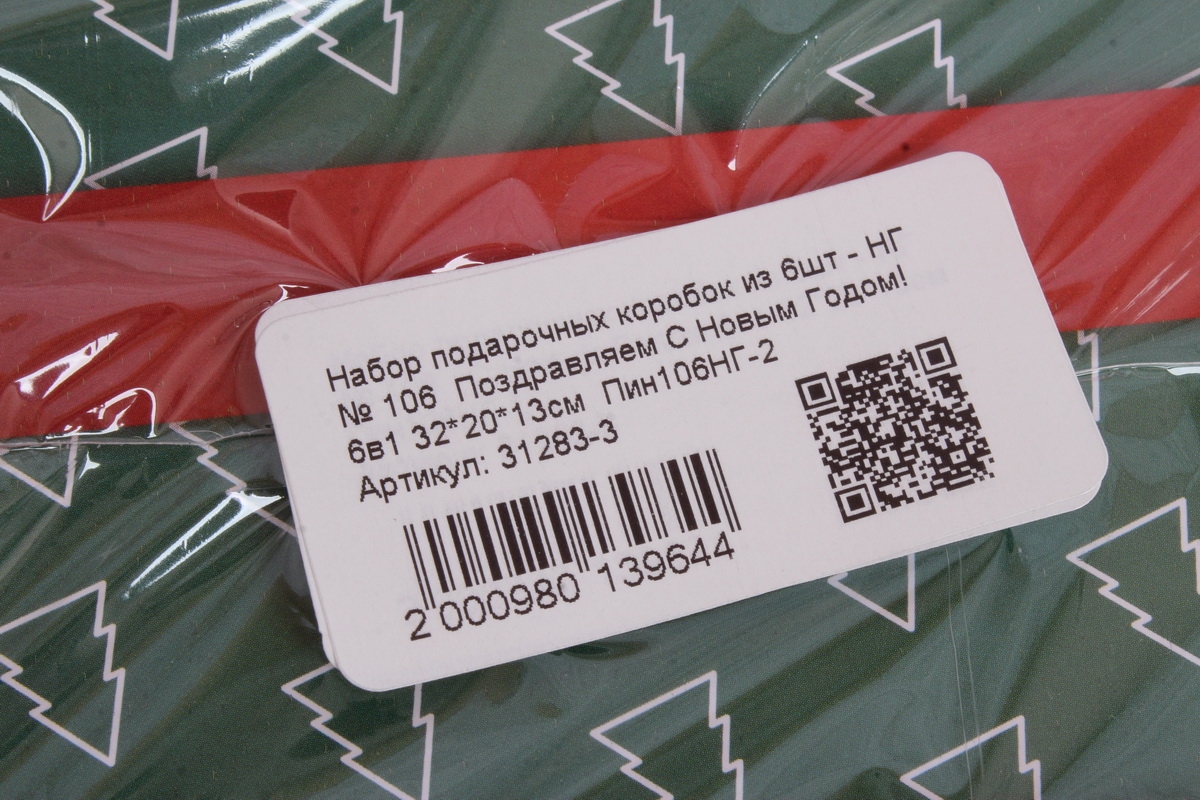 Набор подарочных коробок из 6шт - НГ
№ 106 Поздравляем С Новым Годом!
6в1 32*20*13см Пин106НГ-2
Артикул: 31283-3
2 000980 139644